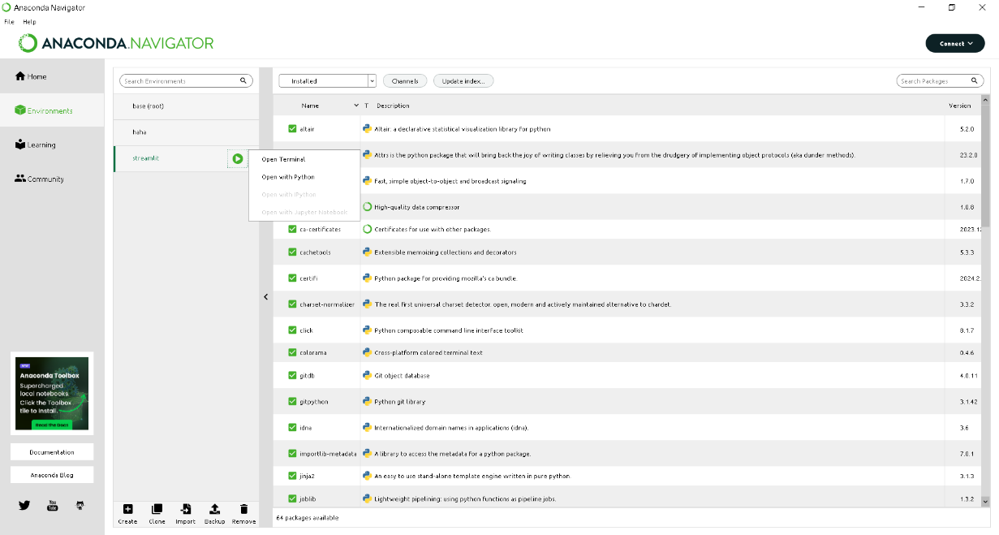 Anaconda Navigator
File Help
ANACONDA.NAVIGATOR
Connect
Home
Environments
Learning
Community
NEW
Anaconda Toolbox
Supercharged
local notebooks.
Click the Toolbox
tile to install.
Read the Docs
Documentation
Anaconda Blog
You Tube
Search Environments
base (root)
haha
streamlit
Open Terminal
Open with Python
Open with IPython
Open with Jupyter Notebook
Create Clone Import Backup Remove
Installed Channels Update index... Search Packages
Name T Description Version
altair Altair: a declarative statistical visualization library for python 5.2.0
Attrs is the python package that will bring back the joy of writing classes by relieving you from the drudgery of implementing object protocols (aka dunder methods). 23.2.0
Fast, simple object-to-object and broadcast signaling 1.7.0
High-quality data compressor 1.0.8
ca-certificates Certificates for use with other packages. 2023.12
cachetools Extensible memoizing collections and decorators 5.3.3
certifi Python package for providing mozilla's ca bundle. 2024.2.
charset-normalizer The real first universal charset detector. open, modern and actively maintained alternative to chardet. 3.3.2
click Python composable command line interface toolkit 8.1.7
colorama Cross-platform colored terminal text 0.4.6
gitdb Git object database 4.0.11
gitpython Python git library 3.1.42
idna Internationalized domain names in applications (idna). 3.6
importlib-metadata A library to access the metadata for a python package. 7.0.1
jinja2 An easy to use stand-alone template engine written in pure python. 3.1.3
joblib Lightweight pipelining: using python functions as pipeline jobs. 1.3.2
64 packages available